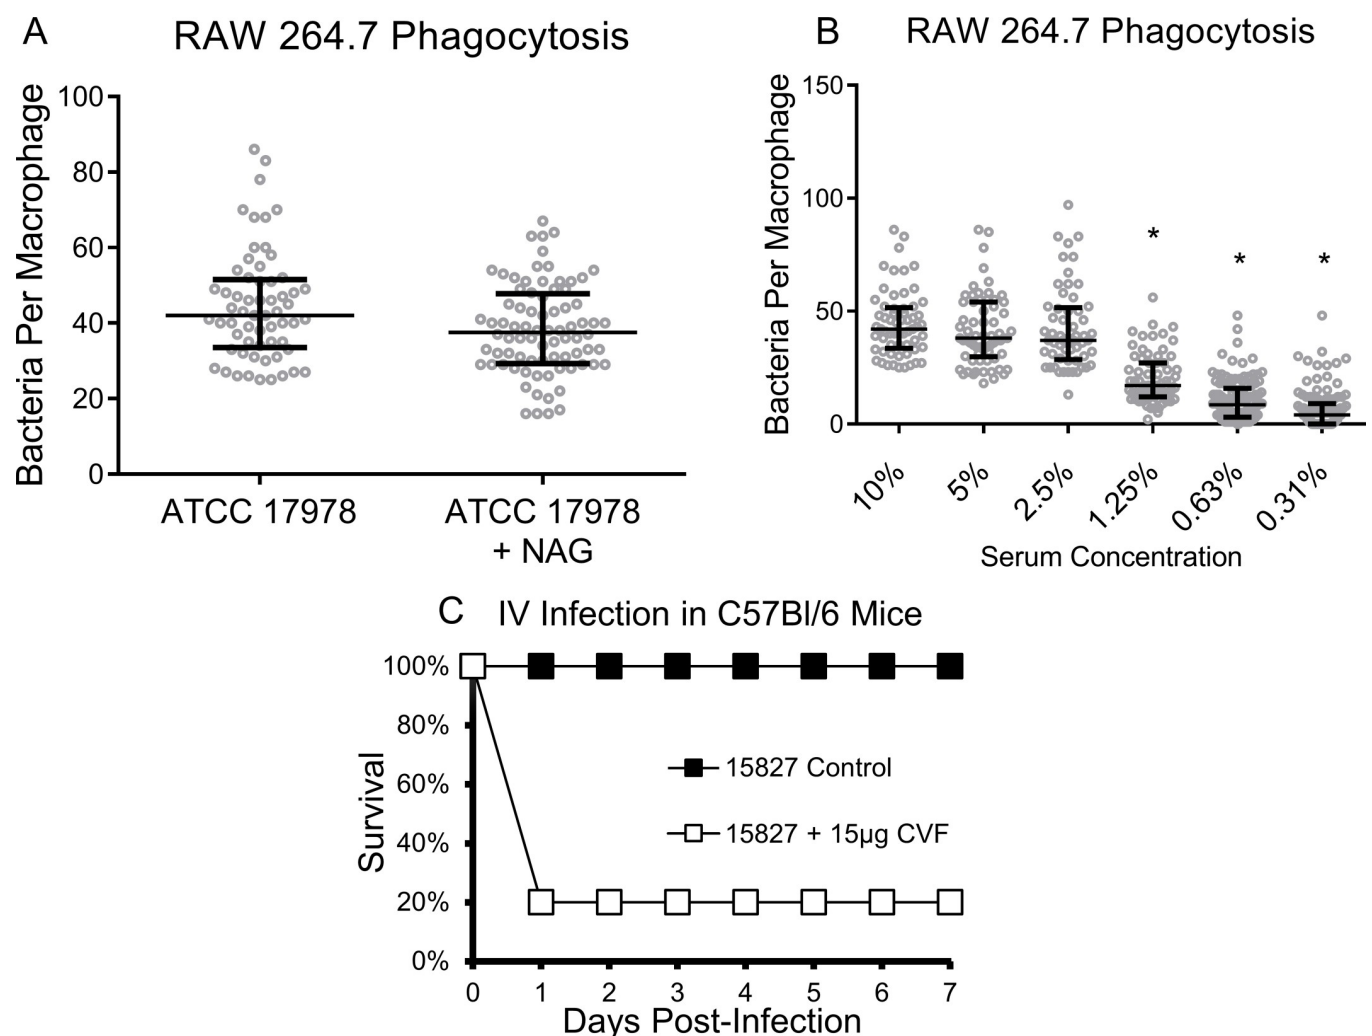 A
RAW 264.7 Phagocytosis
Bacteria Per Macrophage
100
80
60
40
20
0
ATCC 17978
ATCC 17978
+ NAG
B
RAW 264.7 Phagocytosis
Bacteria Per Macrophage
150
100
50
0
*
*
*
10%
5%
2.5%
1.25%
0.63%
0.31%
Serum Concentration
C
IV Infection in C57Bl/6 Mice
Survival
100%
80%
60%
40%
20%
0%
15827 Control
15827 + 15µg CVF
0 1 2 3 4 5 6 7
Days Post-Infection